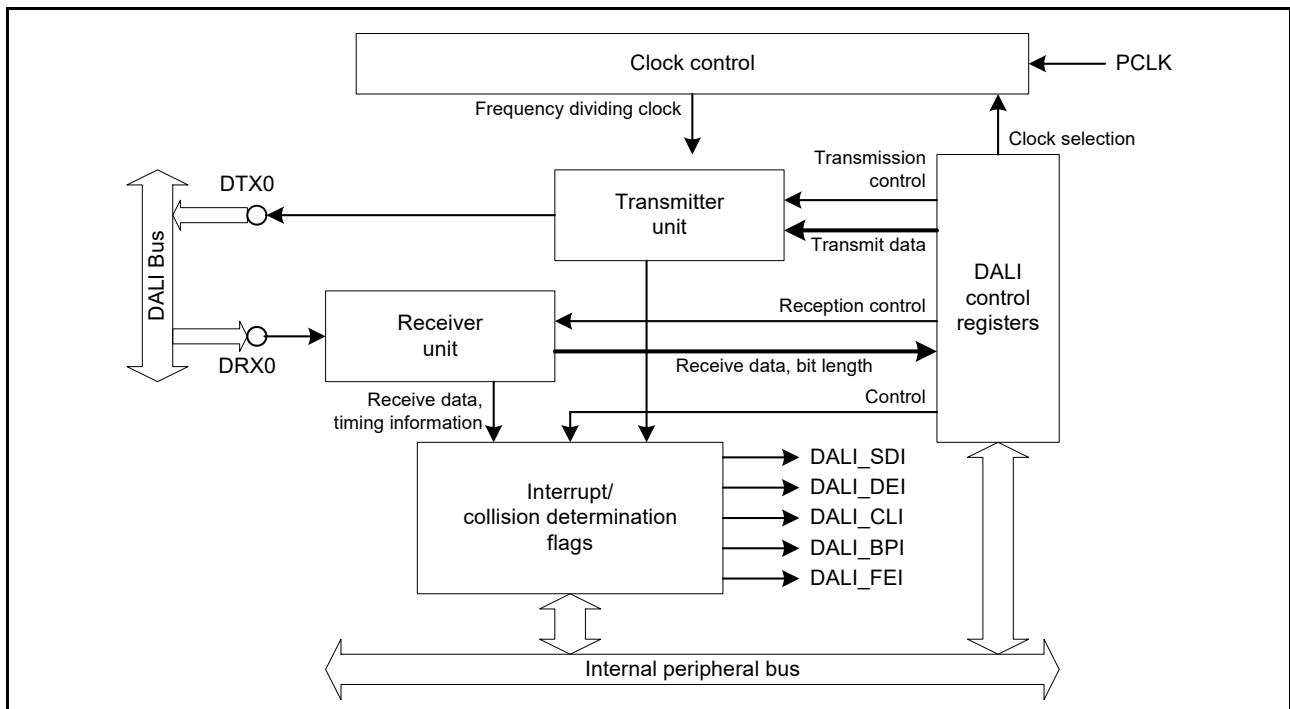 Clock control
PCLK
Frequency dividing clock
Clock selection
Transmission
control
DTX0
Transmitter
unit
Transmit data
DALI Bus
DALI
control
registers
Reception control
Receiver
unit
DRX0
Receive data, bit length
Receive data,
timing information
Control
Interrupt/
collision determination
flags
DALI_SDI
DALI_DEI
DALI_CLI
DALI_BPI
DALI_FEI
Internal peripheral bus